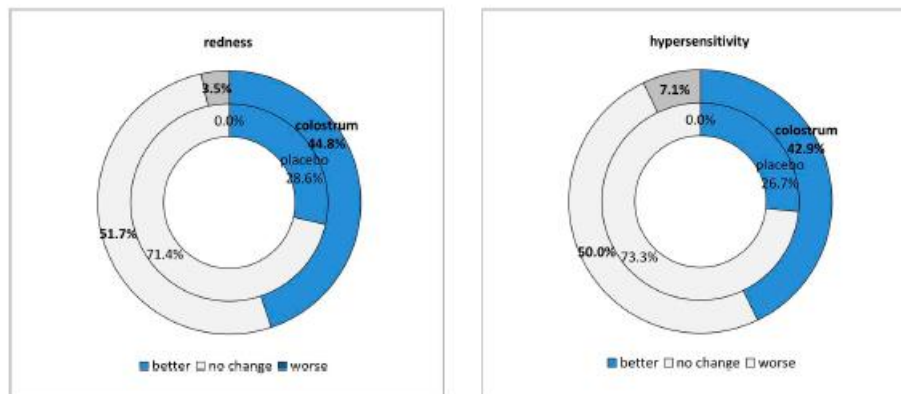 redness
3.5%
0.0%
colostrum
44.8%
placebo
28.6%
51.7%
71.4%
better no change worse
hypersensitivity
7.1%
0.0%
colostrum
42.9%
placebo
26.7%
50.0%
73.3%
better no change worse